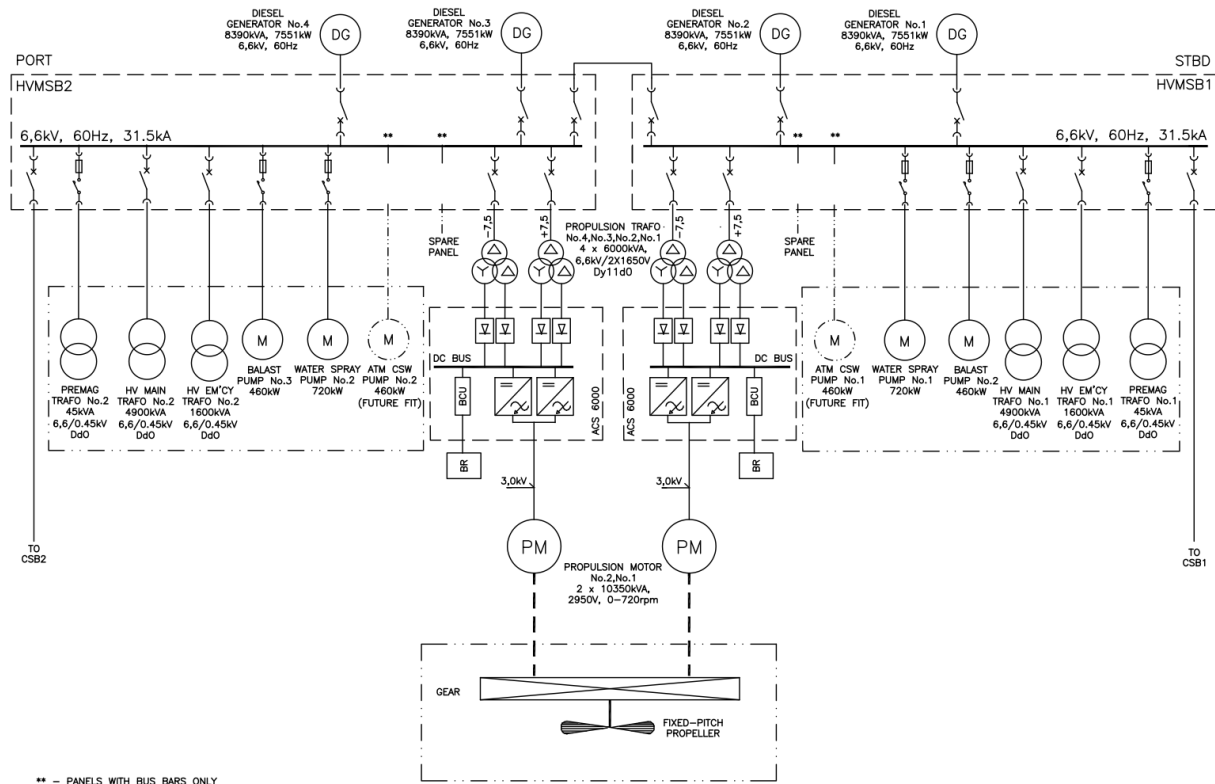 DIESEL
GENERATOR No.4
8390kVA, 7551kW
6,6kV, 60Hz
DG
DIESEL
GENERATOR No.3
8390kVA, 7551kW
6,6kV, 60Hz
DG
DIESEL
GENERATOR No.2
8390kVA, 7551kW
6,6kV, 60Hz
DG
DIESEL
GENERATOR No.1
8390kVA, 7551kW
6,6kV, 60Hz
DG
PORT
STBD
HVMSB2
HVMSB1
6,6kV, 60Hz, 31.5kA
**
**
**
**
6,6kV, 60Hz, 31.5kA
-7,5
+7,5
-7,5
+7,5
SPARE
PANEL
PROPULSION TRAFO
No.4,No.3,No.2,No.1
4 x 6000kVA,
6,6kV/2X1650V
Dy11d0
SPARE
PANEL
M
M
M
M
M
M
PREMAG
TRAFO No.2
45kVA
6,6/0.45kV
Dd0
HV MAIN
TRAFO No.2
4900kVA
6,6/0.45kV
Dd0
HV EM'CY
TRAFO No.2
1600kVA
6,6/0.45kV
Dd0
BALAST
PUMP No.3
460kW
WATER SPRAY
PUMP No.2
720kW
ATM CSW
PUMP No.2
460kW
(FUTURE FIT)
DC BUS
BCU
ACS 6000
BR
DC BUS
BCU
ACS 6000
BR
ATM CSW
PUMP No.1
460kW
(FUTURE FIT)
WATER SPRAY
PUMP No.1
720kW
BALAST
PUMP No.2
460kW
HV MAIN
TRAFO No.1
4900kVA
6,6/0.45kV
Dd0
HV EM'CY
TRAFO No.1
1600kVA
6,6/0.45kV
Dd0
PREMAG
TRAFO No.1
45kVA
6,6/0.45kV
Dd0
3,0kV
3,0kV
TO
CSB2
TO
CSB1
PM
PM
PROPULSION MOTOR
No.2,No.1
2 x 10350kVA,
2950V, 0-720rpm
GEAR
FIXED-PITCH
PROPELLER
** - PANELS WITH BUS BARS ONLY